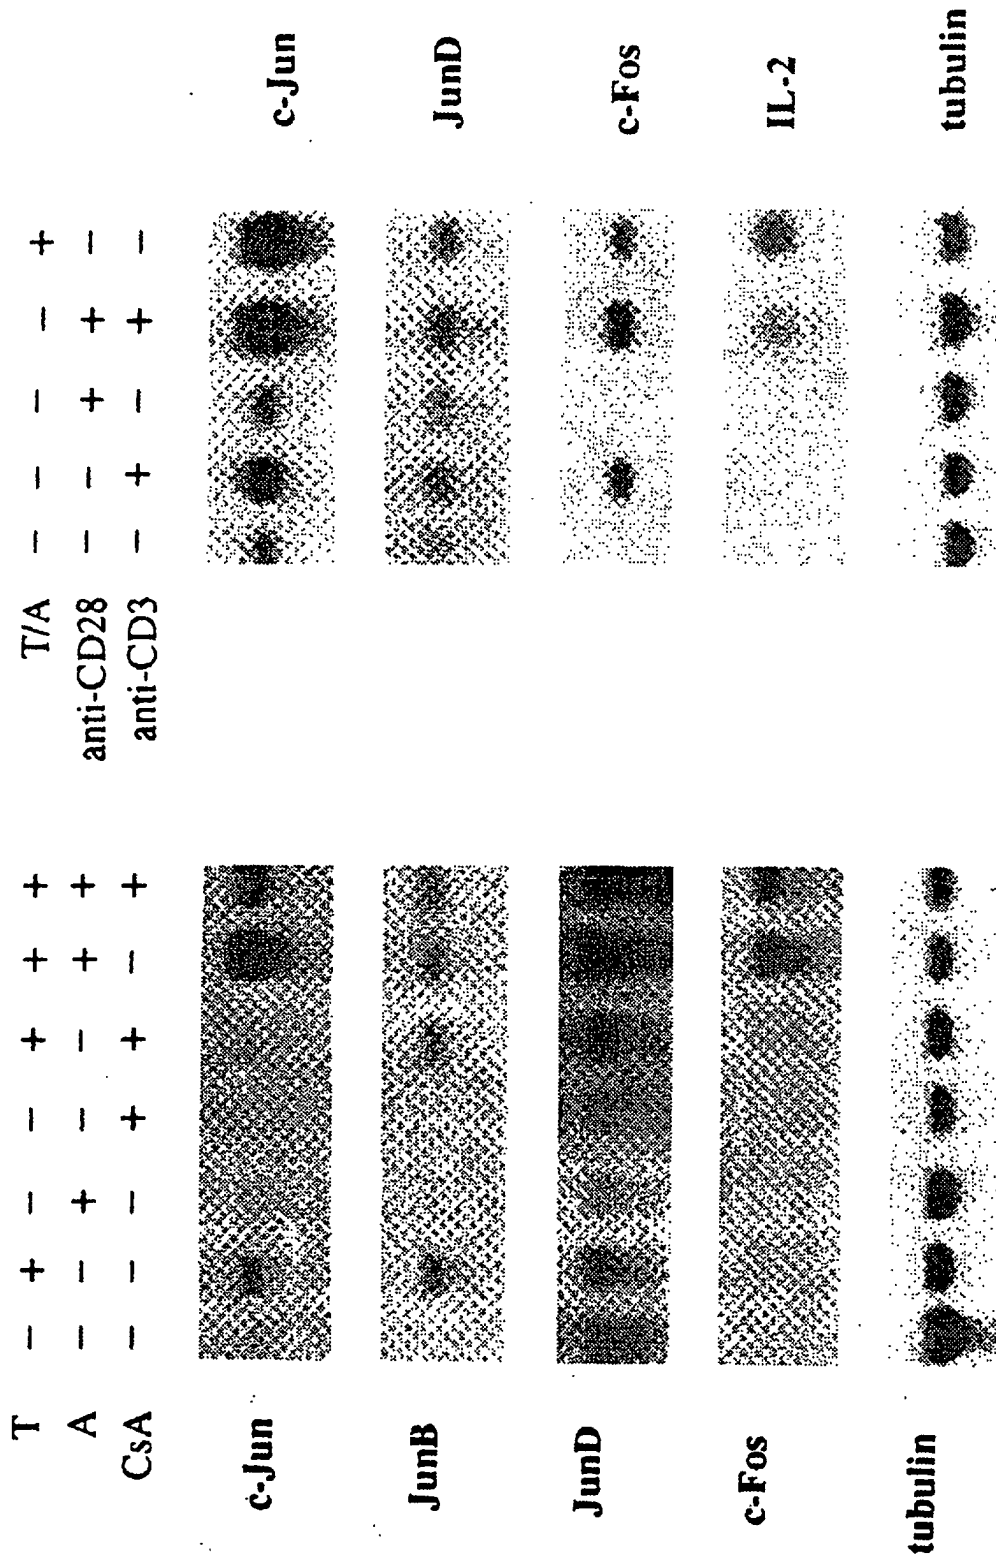 T − + − − + + +
A − − + − − + +
CsA − − − + + − +
c-Jun
JunB
JunD
c-Fos
tubulin
T/A − − − − +
anti-CD28 − − + + −
anti-CD3 − + − + −
c-Jun
JunD
c-Fos
IL-2
tubulin